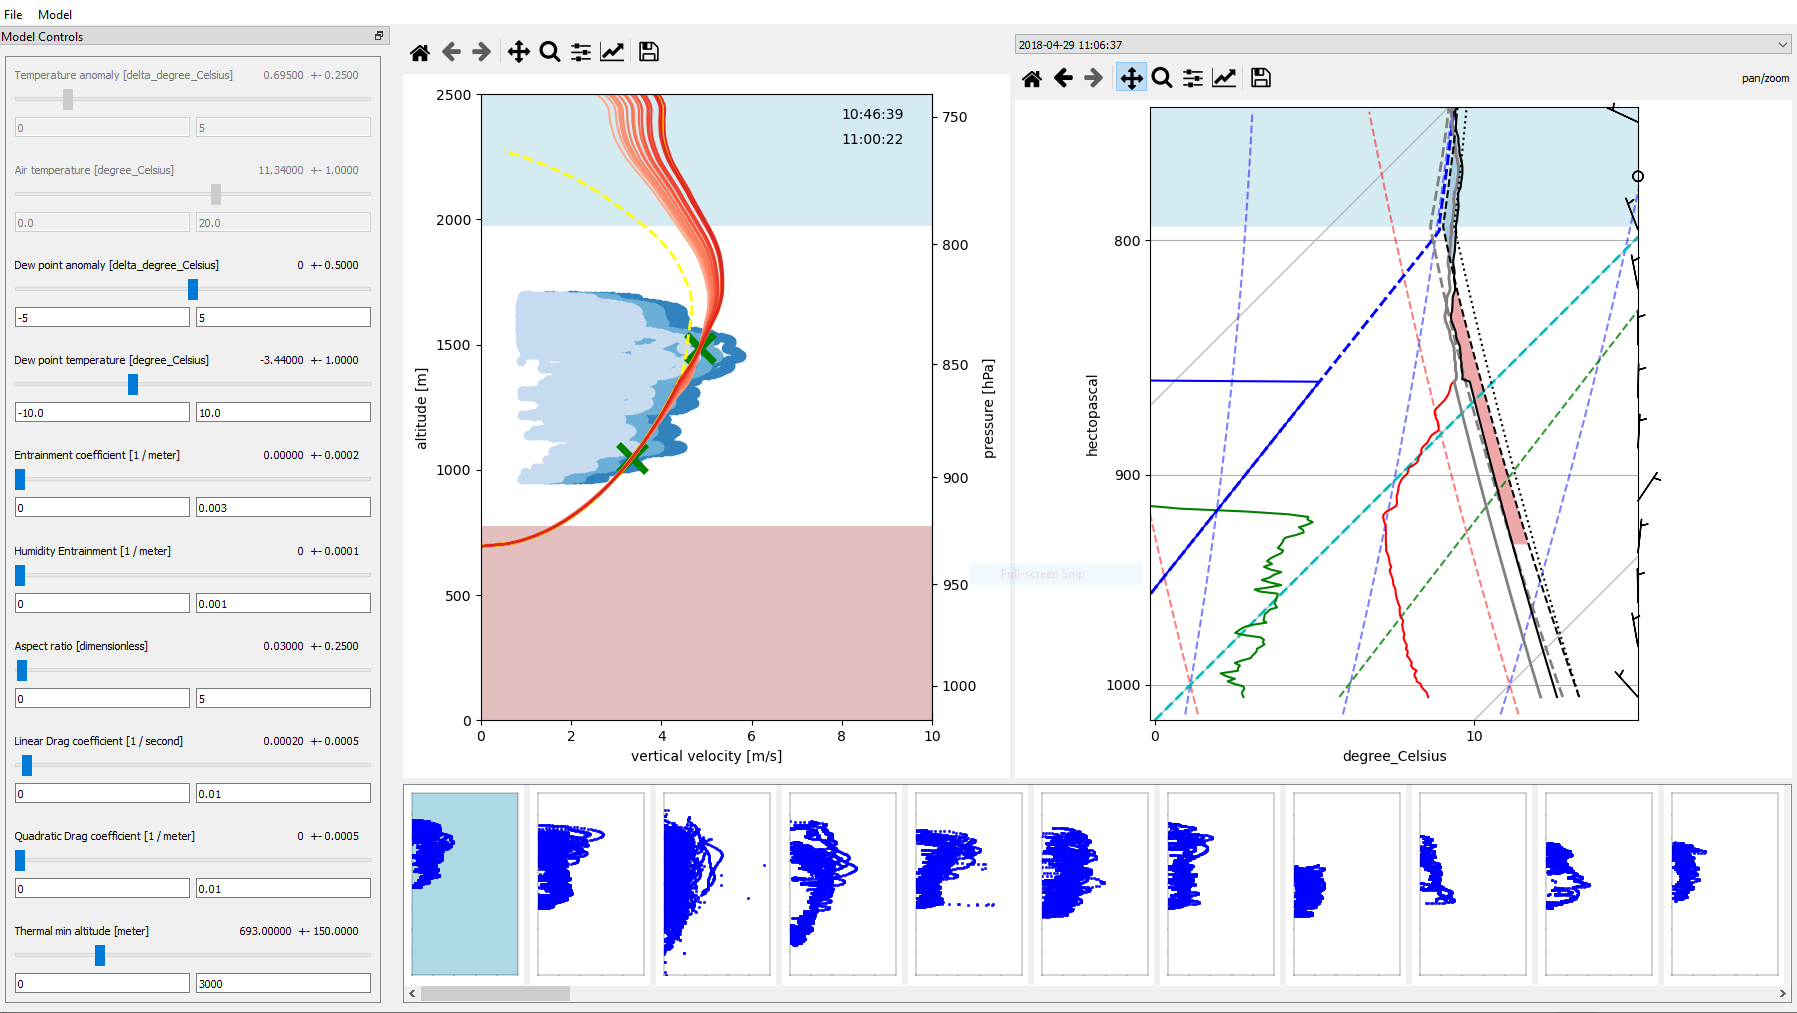 File Model
Model Controls
Temperature anomaly [delta_degree_Celsius] 0.69500 +- 0.2500
0 5
Air temperature [degree_Celsius] 11.34000 +- 1.0000
0.0 20.0
Dew point anomaly [delta_degree_Celsius] 0 +- 0.5000
-5 5
Dew point temperature [degree_Celsius] -3.44000 +- 1.0000
-10.0 10.0
Entrainment coefficient [1 / meter] 0.00000 +- 0.0002
0 0.003
Humidity Entrainment [1 / meter] 0 +- 0.0001
0 0.001
Aspect ratio [dimensionless] 0.03000 +- 0.2500
0 5
Linear Drag coefficient [1 / second] 0.00020 +- 0.0005
0 0.01
Quadratic Drag coefficient [1 / meter] 0 +- 0.0005
0 0.01
Thermal min altitude [meter] 693.00000 +- 150.0000
0 3000
10:46:39
11:00:22
2500
2000
1500
1000
500
0
altitude [m]
750
800
850
900
950
1000
pressure [hPa]
0 2 4 6 8 10
vertical velocity [m/s]
Full-screen Snip
2018-04-29 11:06:37
pan/zoom
800
900
1000
hectopascal
0 10
degree_Celsius